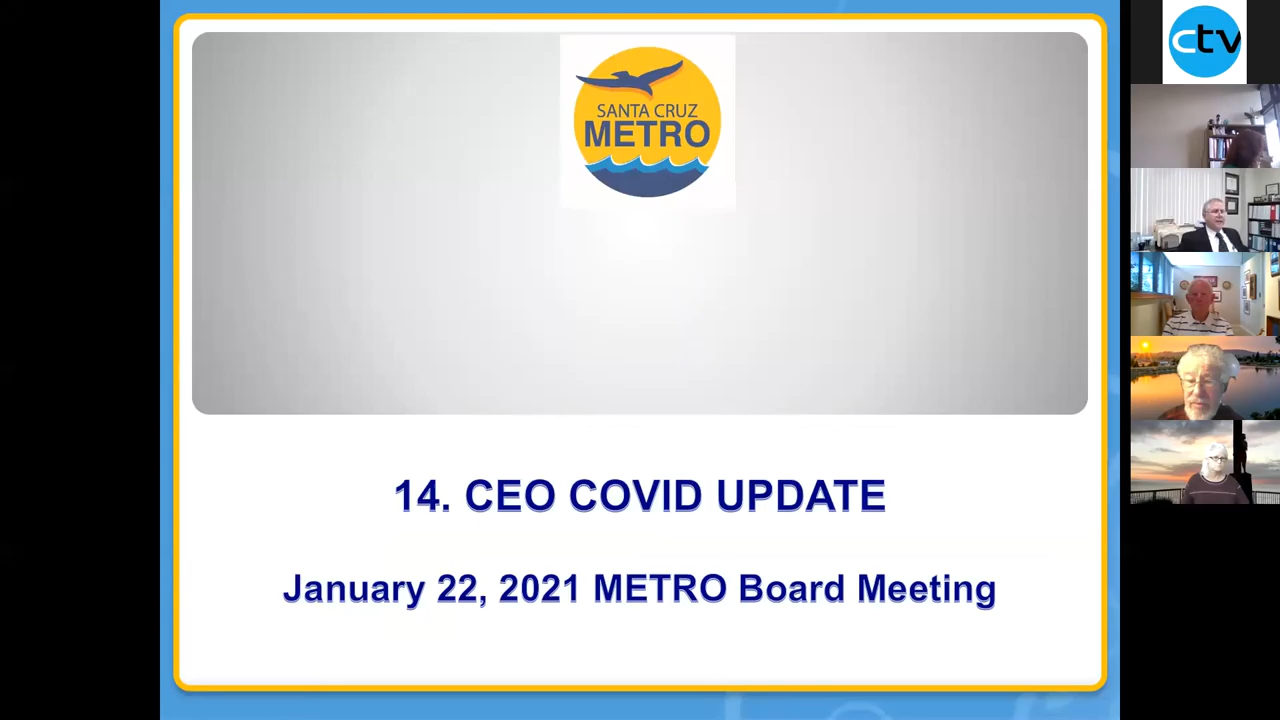 SANTA CRUZ
METRO
14. CEO COVID UPDATE
January 22, 2021 METRO Board Meeting
ctv